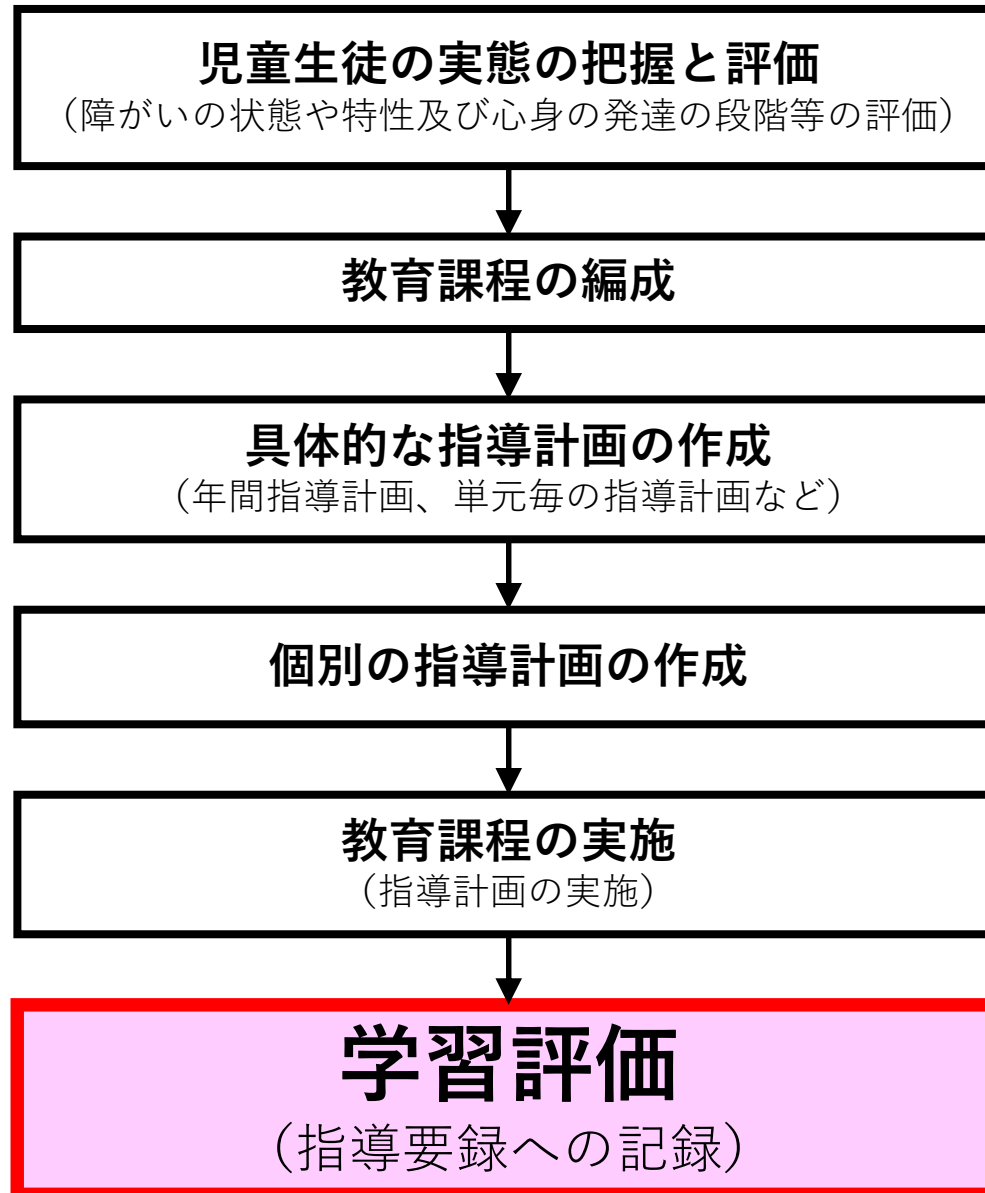 児童生徒の実態の把握と評価
（障がいの状態や特性及び心身の発達の段階等の評価）
教育課程の編成
具体的な指導計画の作成
（年間指導計画、単元毎の指導計画など）
個別の指導計画の作成
教育課程の実施
（指導計画の実施）
学習評価
（指導要録への記録）